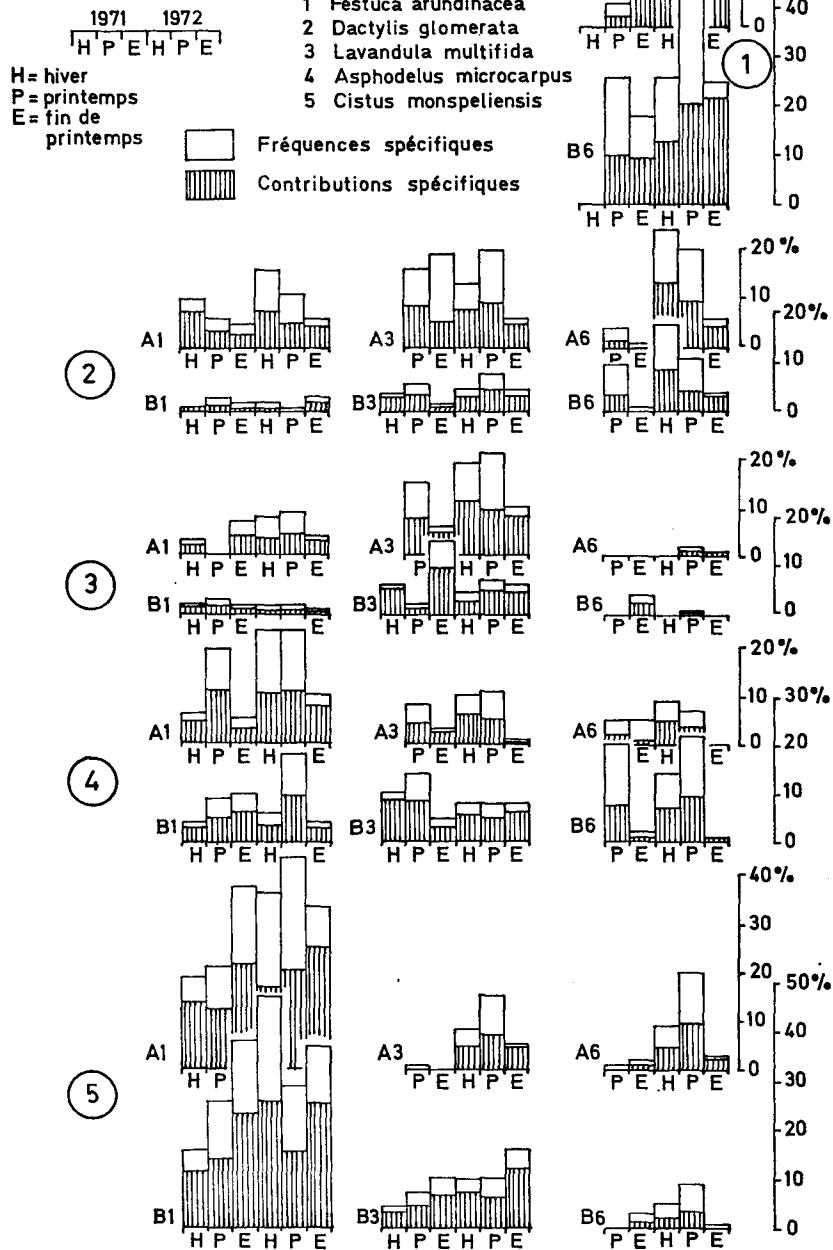 1971 1972
H P E H P E
H = hiver
P = printemps
E = fin de
printemps
1 Festuca arundinacea
2 Dactylis glomerata
3 Lavandula multifida
4 Asphodelus microcarpus
5 Cistus monspeliensis
Fréquences spécifiques
Contributions spécifiques
0
H P E H E
40
30
20
10
0
1
B6
H P E H P E
2
A1
H P E H P E
A3
P E H P E
A6
P E H P E
20%
10
0
B1
H P E H P E
B3
H P E H P E
B6
P E H P E
20%
10
0
3
A1
H P E H P E
A3
P H P E
A6
P E H P E
20%
10
0
B1
H P E H P E
B3
H P E H P E
B6
P E H P E
20%
10
0
4
A1
H P E H P E
A3
P E H P E
A6
P E H E
20%
10
0
B1
H P E H E
B3
H P E H P E
B6
P E H P E
30%
20
10
0
5
A1
H P
A3
P E H P E
A6
P E H P E
40%
30
20
10
0
B1
H P E H P E
B3
H P E H P E
B6
P E H P E
50%
40
30
20
10
0